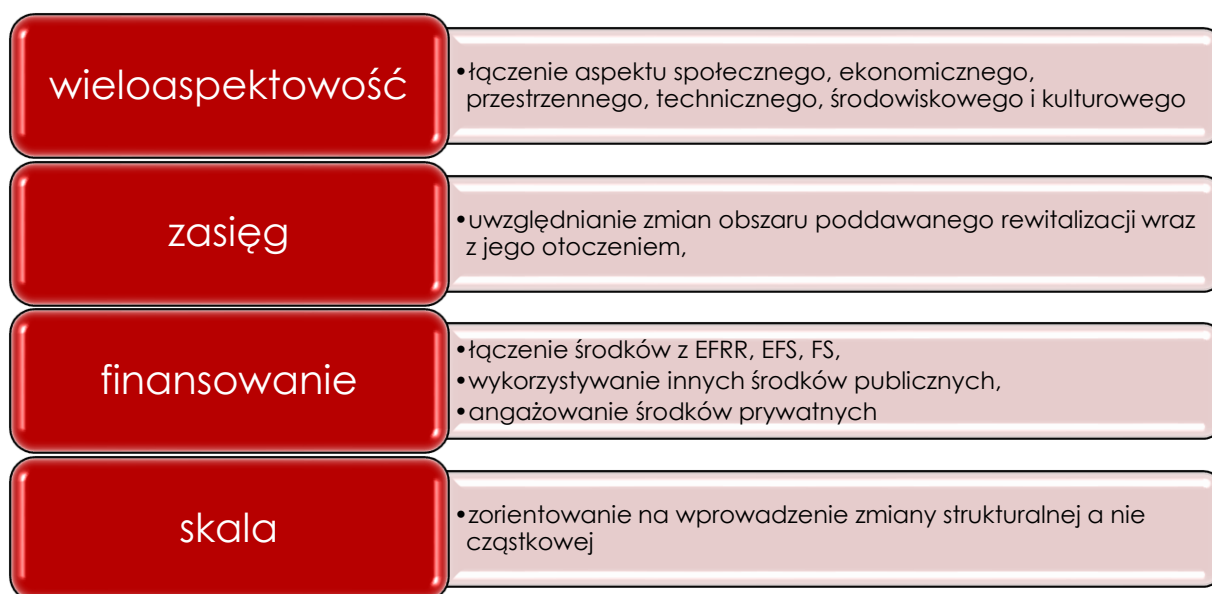 wieloaspektowość
•łączenie aspektu społecznego, ekonomicznego,
przestrzennego, technicznego, środowiskowego i kulturowego
zasięg
•uwzględnianie zmian obszaru poddawanego rewitalizacji wraz
z jego otoczeniem,
finansowanie
•łączenie środków z EFRR, EFS, FS,
•wykorzystywanie innych środków publicznych,
•angażowanie środków prywatnych
skala
•zorientowanie na wprowadzenie zmiany strukturalnej a nie
cząstkowej